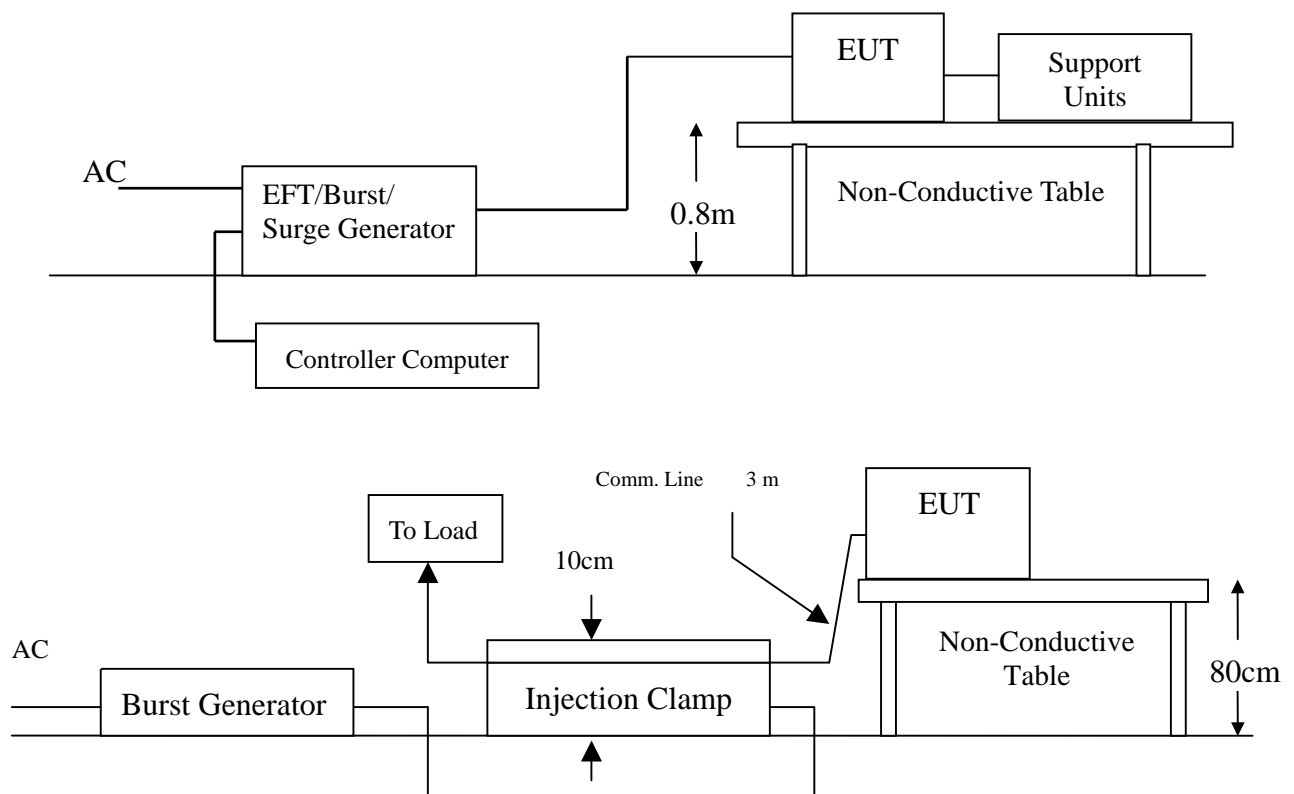 EUT
Support
Units
AC
EFT/Burst/
Surge Generator
0.8m
Non-Conductive Table
Controller Computer
Comm. Line 3 m
EUT
To Load
10cm
AC
Non-Conductive
Table
80cm
Burst Generator
Injection Clamp